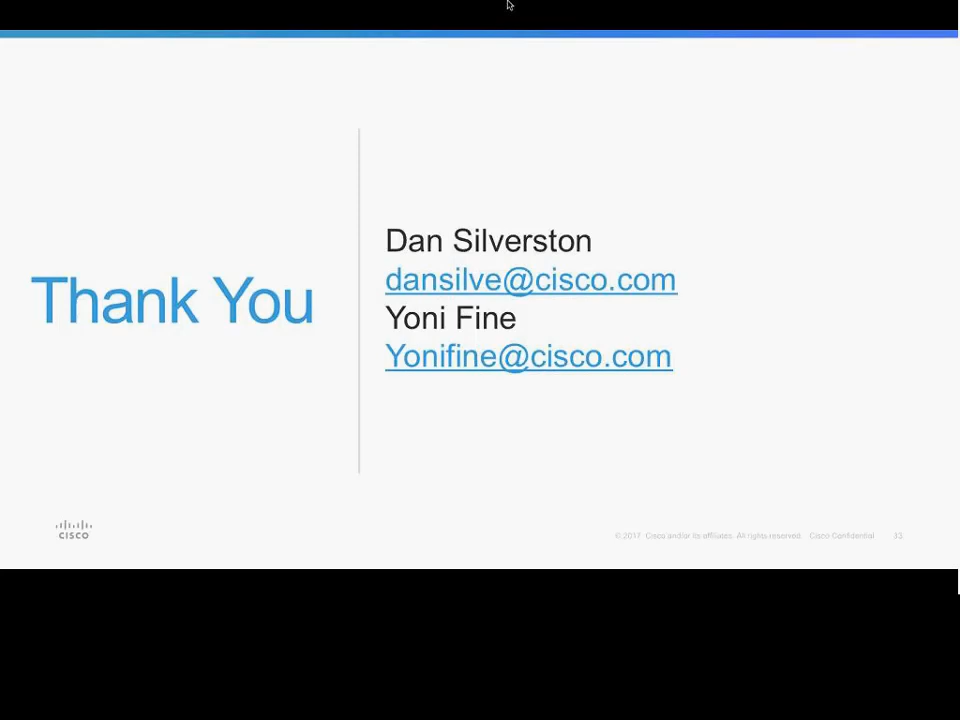 Thank You
Dan Silverston
dansilve@cisco.com
Yoni Fine
Yonifine@cisco.com
CISCO
© 2017 Cisco and/or its affiliates. All rights reserved. Cisco Confidential